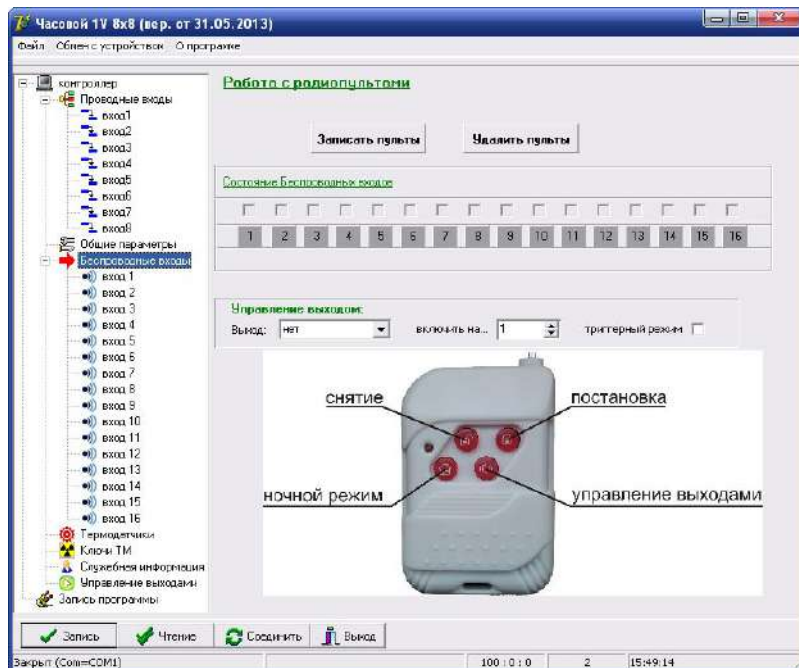 Часовой 1V 8x8 (вер. от 31.05.2013)
Файл Обмен с устройством О программе
контроллер
Проводные входы
вход1
вход2
вход3
вход4
вход5
вход6
вход7
вход8
Общие параметры
Беспроводные входы
вход 1
вход 2
вход 3
вход 4
вход 5
вход 6
вход 7
вход 8
вход 9
вход 10
вход 11
вход 12
вход 13
вход 14
вход 15
вход 16
Термодатчики
Ключи ТМ
Служебная информация
Управление выходами
Запись программы
Работа с радиопультами
Записать пульты Удалить пульты
Состояние Беспроводных входов
1 2 3 4 5 6 7 8 9 10 11 12 13 14 15 16
Управление выходом:
Выход: нет включить на... 1 триггерный режим
снятие постановка
ночной режим управление выходами
Запись Чтение Соединить Выход
Закрыт (Com=COM1) 100 : 0 : 0 2 15:49:14